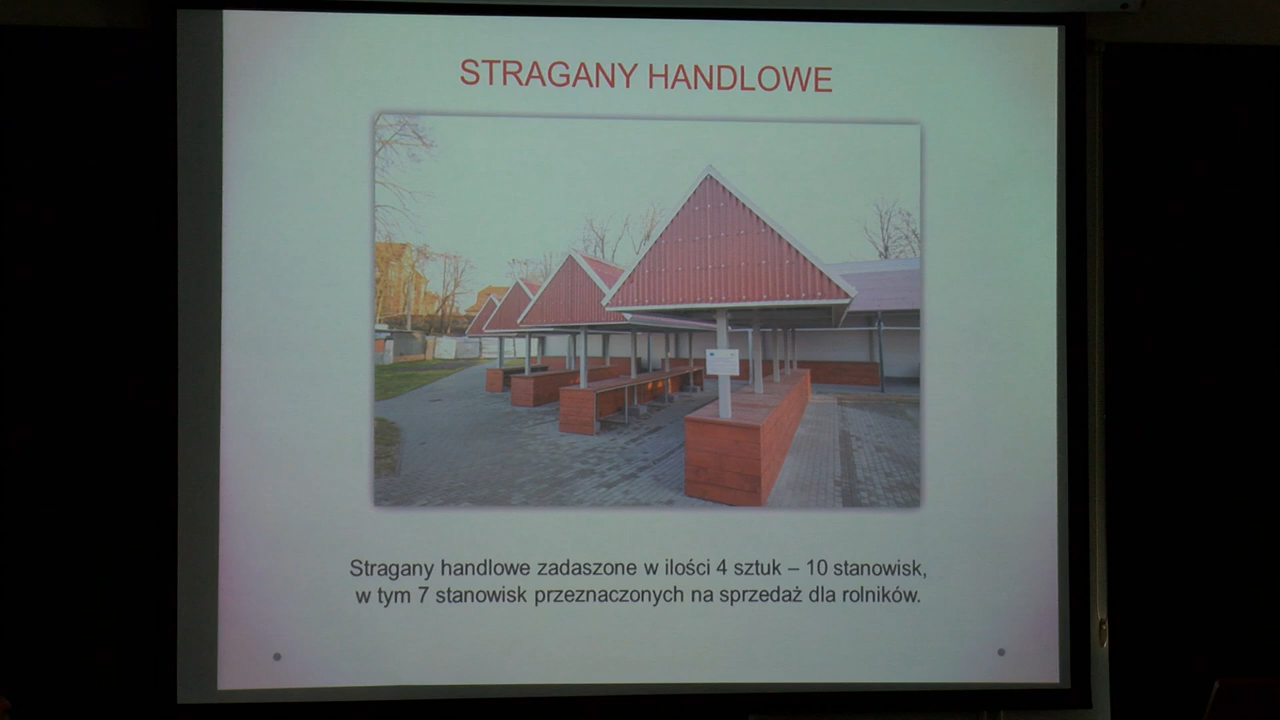 STRAGANY HANDLOWE
Stragany handlowe zadaszone w ilości 4 sztuk – 10 stanowisk,
w tym 7 stanowisk przeznaczonych na sprzedaż dla rolników.